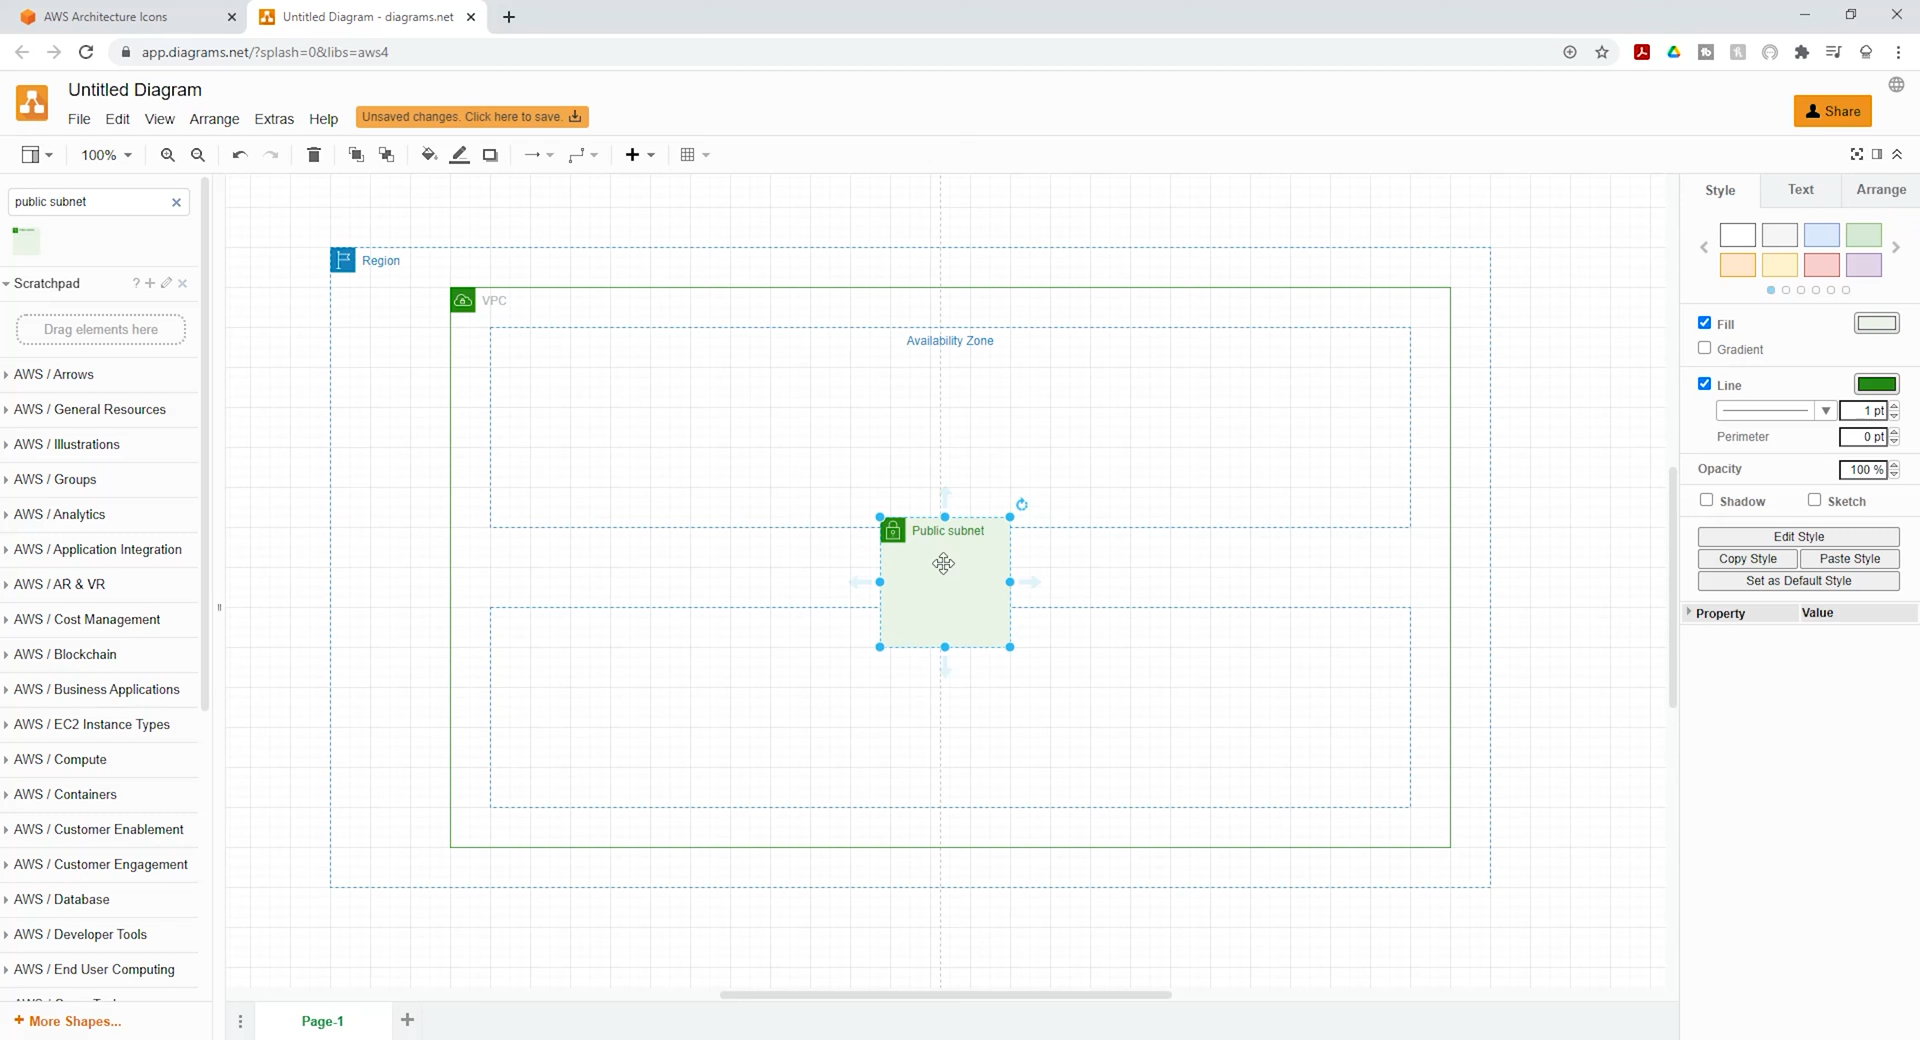 AWS Architecture Icons
Untitled Diagram - diagrams.net
app.diagrams.net/?splash=0&libs=aws4
Untitled Diagram
File Edit View Arrange Extras Help Unsaved changes. Click here to save.
Share
100%
public subnet
Style Text Arrange
Region
Scratchpad ?
VPC
Fill
Drag elements here
Availability Zone
Gradient
AWS / Arrows
Line
AWS / General Resources
1 pt
AWS / Illustrations
Perimeter 0 pt
AWS / Groups
Opacity 100 %
AWS / Analytics
Shadow Sketch
Public subnet
Edit Style
AWS / Application Integration
Copy Style Paste Style
AWS / AR & VR
Set as Default Style
AWS / Cost Management
Property Value
AWS / Blockchain
AWS / Business Applications
AWS / EC2 Instance Types
AWS / Compute
AWS / Containers
AWS / Customer Enablement
AWS / Customer Engagement
AWS / Database
AWS / Developer Tools
AWS / End User Computing
+ More Shapes...
Page-1